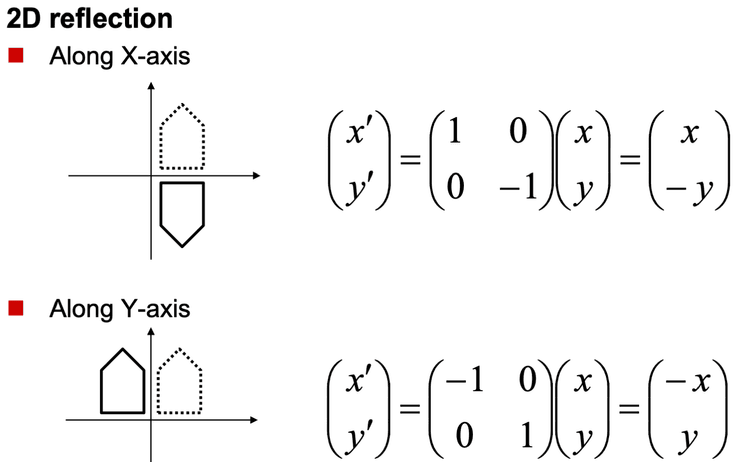 2D reflection
Along X-axis
(x′ y′) = (1 0 0 −1)(x y) = (x −y)
Along Y-axis
(x′ y′) = (−1 0 0 1)(x y) = (−x y)